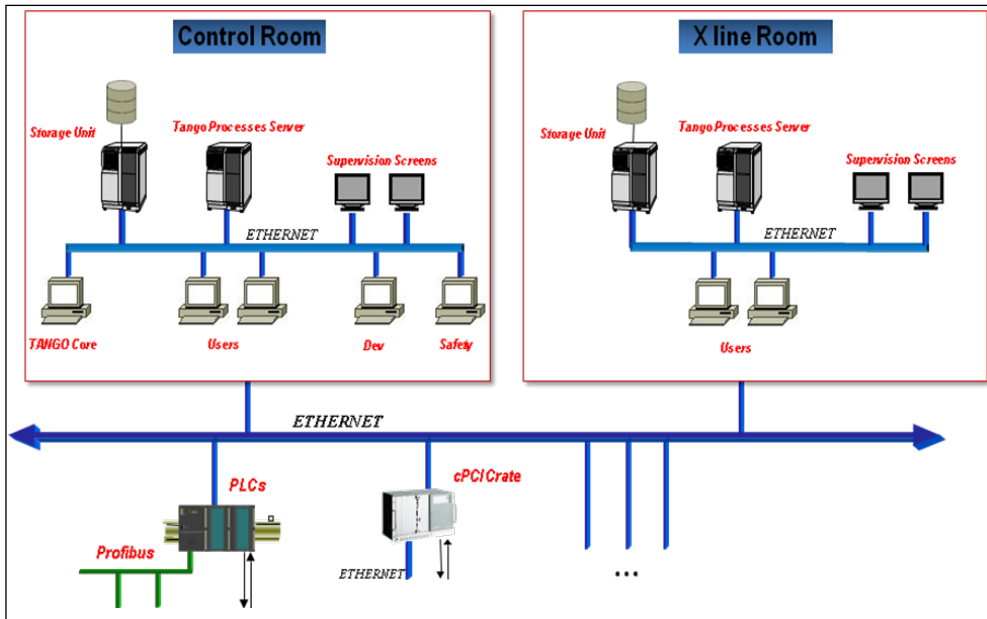 Control Room
X line Room
Storage Unit
Tango Processes Server
Supervision Screens
ETHERNET
TANGO Core
Users
Dev
Safety
Storage Unit
Tango Processes Server
Supervision Screens
ETHERNET
Users
ETHERNET
PLCs
cPCI Crate
Profibus
ETHERNET
...